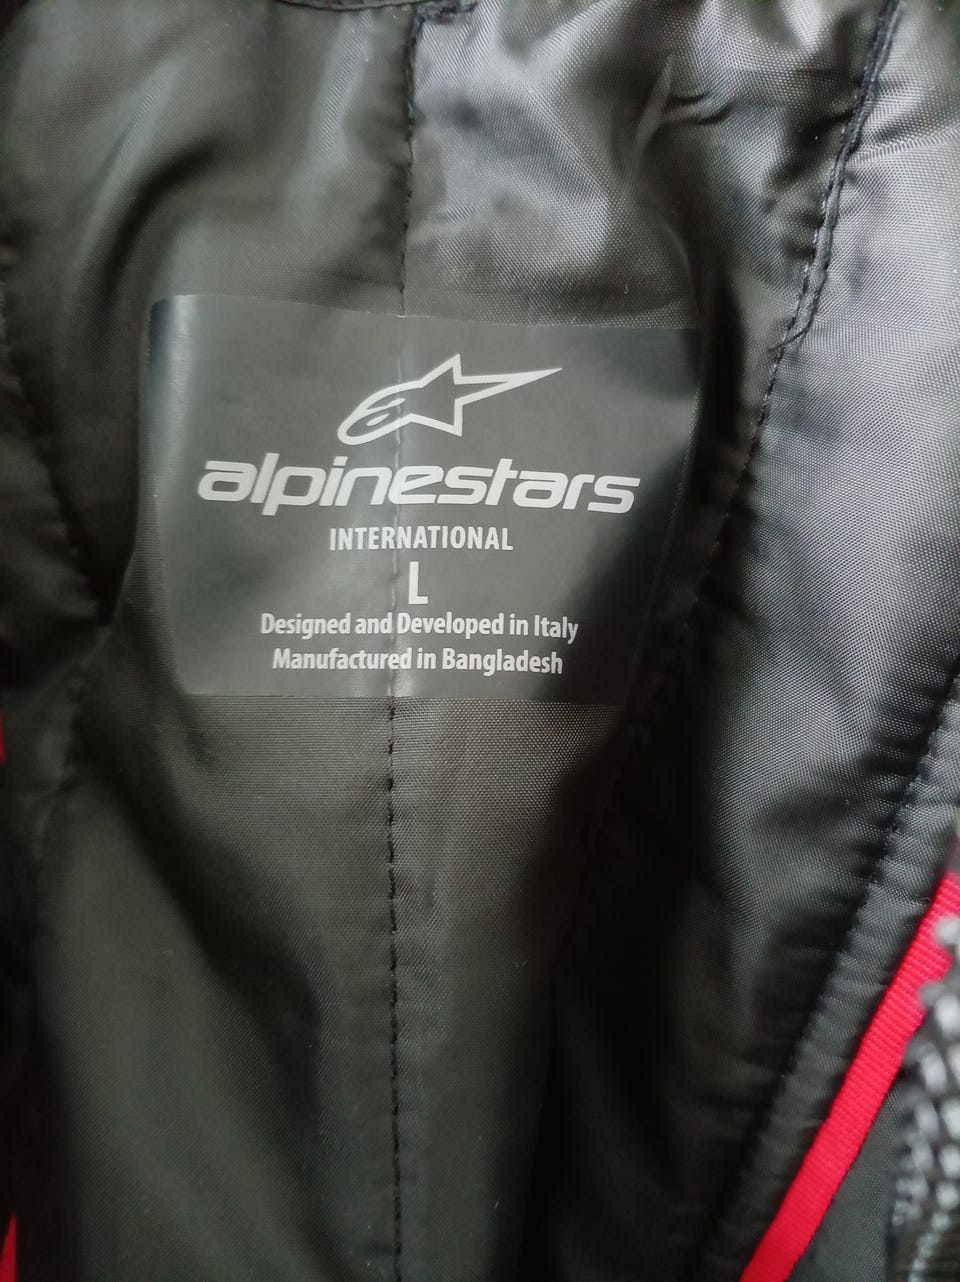 alpinestars
INTERNATIONAL
L
Designed and Developed in Italy
Manufactured in Bangladesh